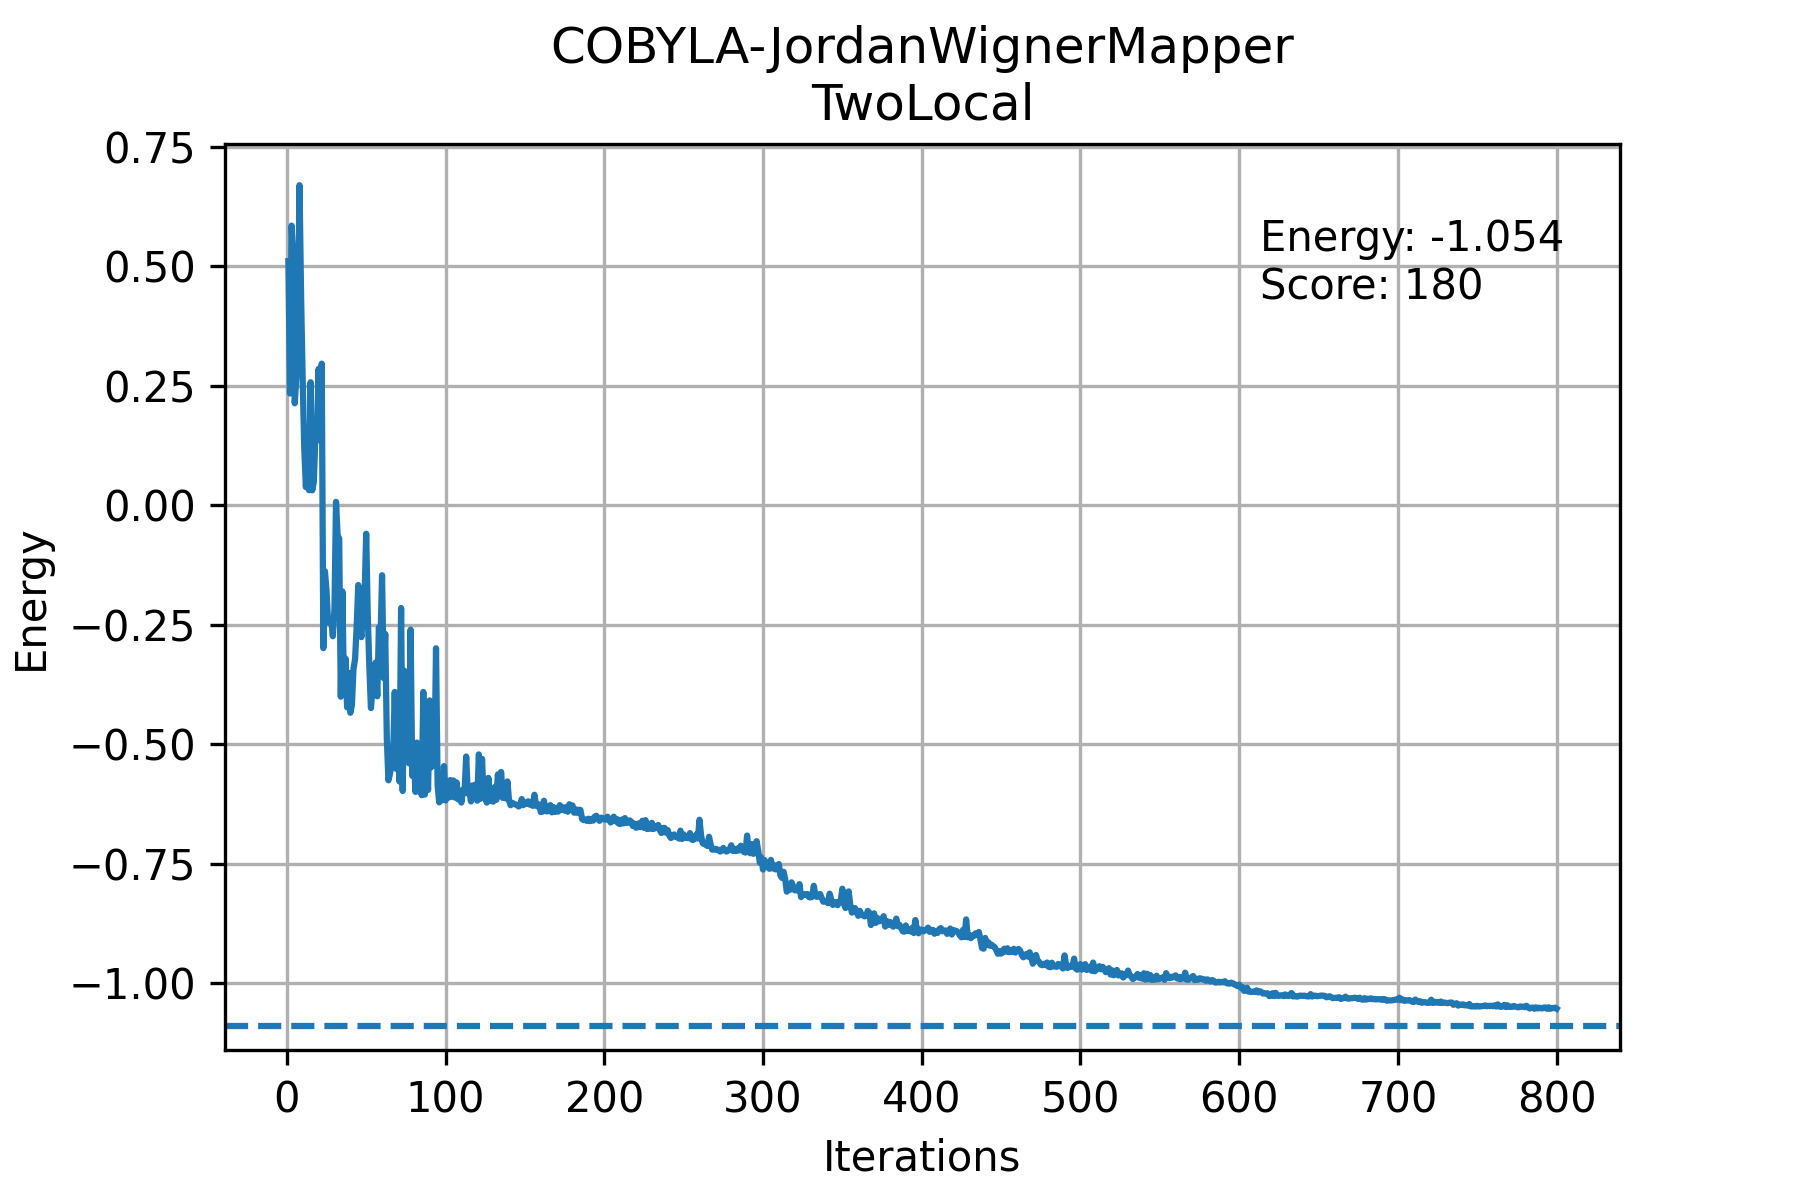 COBYLA-JordanWignerMapper
TwoLocal
0.75
0.50
0.25
0.00
−0.25
−0.50
−0.75
−1.00
Energy
Energy: -1.054
Score: 180
0 100 200 300 400 500 600 700 800
Iterations